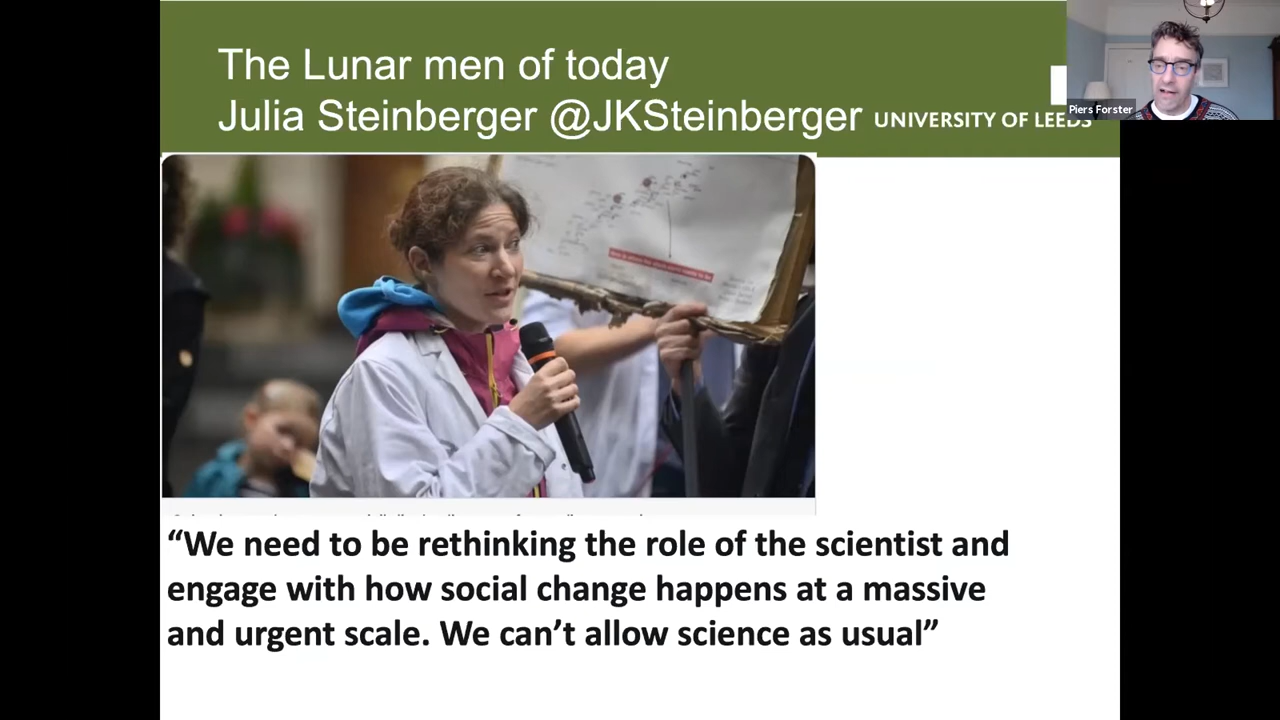 The Lunar men of today
Julia Steinberger @JKSteinberger
UNIVERSITY OF LEEDS
Piers Forster
“We need to be rethinking the role of the scientist and
engage with how social change happens at a massive
and urgent scale. We can’t allow science as usual”